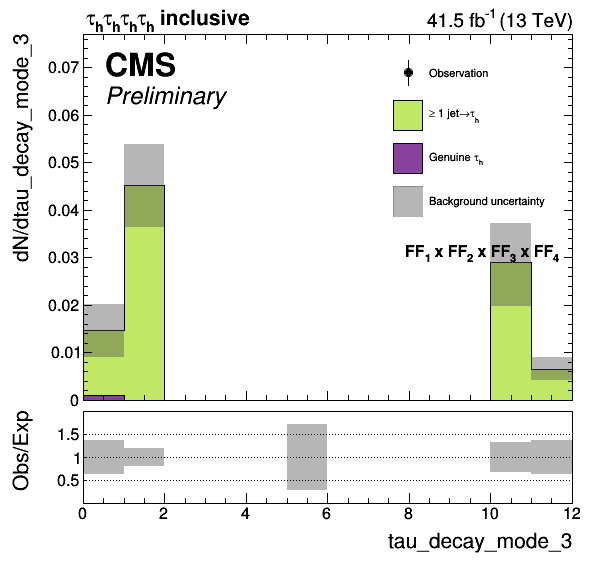 τhτhτhτh inclusive
41.5 fb⁻¹ (13 TeV)
CMS
Preliminary
Observation
≥ 1 jet→τh
Genuine τh
Background uncertainty
FF1 x FF2 x FF3 x FF4
dN/dtau_decay_mode_3
0.07
0.06
0.05
0.04
0.03
0.02
0.01
0
Obs/Exp
1.5
1
0.5
0 2 4 6 8 10 12
tau_decay_mode_3